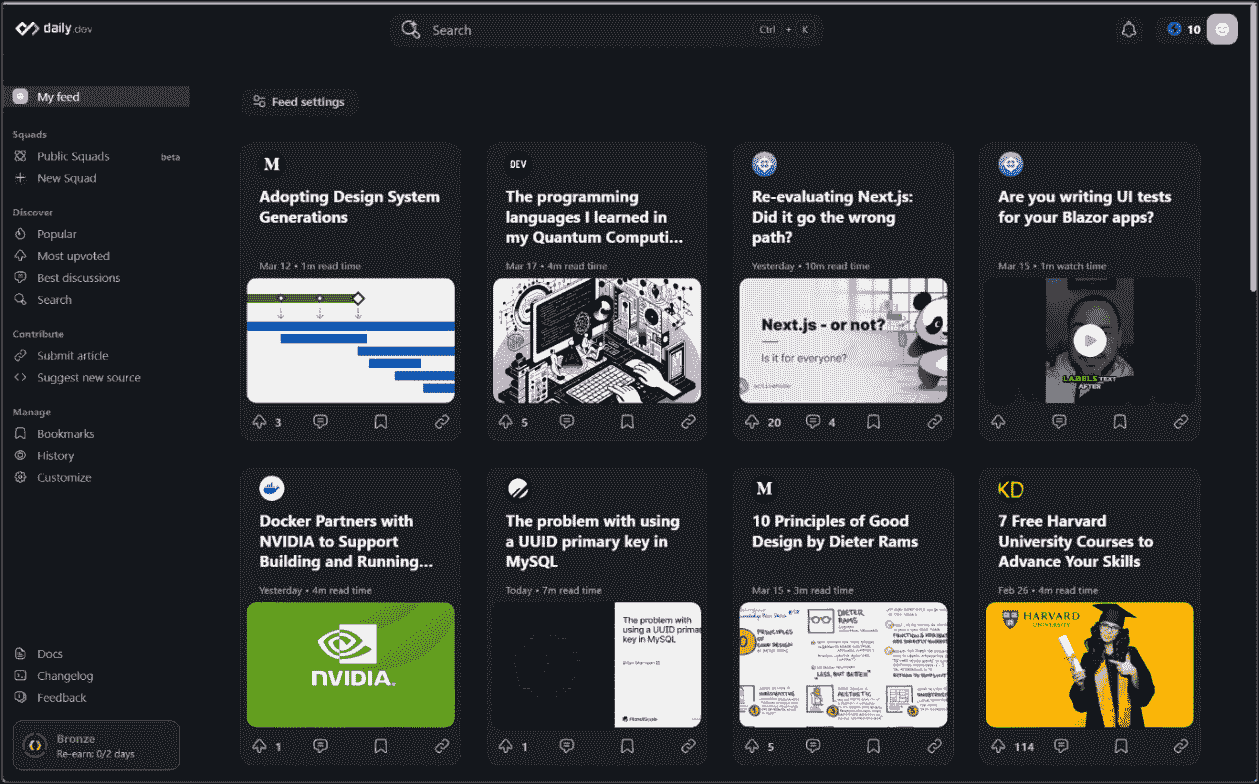 daily.dev
Search
Ctrl + K
10
My feed
Squads
Public Squads beta
New Squad
Discover
Popular
Most upvoted
Best discussions
Search
Contribute
Submit article
Suggest new source
Manage
Bookmarks
History
Customize
Docs
Changelog
Feedback
Bronze
Re-earn: 0/2 days
Feed settings
M
Adopting Design System
Generations
Mar 12 • 1m read time
3
DEV
The programming
languages I learned in
my Quantum Computi...
Mar 17 • 4m read time
5
Re-evaluating Next.js:
Did it go the wrong
path?
Yesterday • 10m read time
Next.js - or not?
Is it for everyone?
20
4
Are you writing UI tests
for your Blazor apps?
Mar 15 • 1m watch time
LABELS TEXT
AFTER
Docker Partners with
NVIDIA to Support
Building and Running...
Yesterday • 4m read time
NVIDIA.
1
The problem with using
a UUID primary key in
MySQL
Today • 7m read time
The problem with
using a UUID primar
key in MySQL
PlanetScale
1
M
10 Principles of Good
Design by Dieter Rams
Mar 15 • 3m read time
PRINCIPLES
OF GOOD DESIGN
DIETER
RAMS
LESS, BUT BETTER
INNOVATIVE
AESTHETIC
5
KD
7 Free Harvard
University Courses to
Advance Your Skills
Feb 26 • 4m read time
HARVARD
UNIVERSITY
114